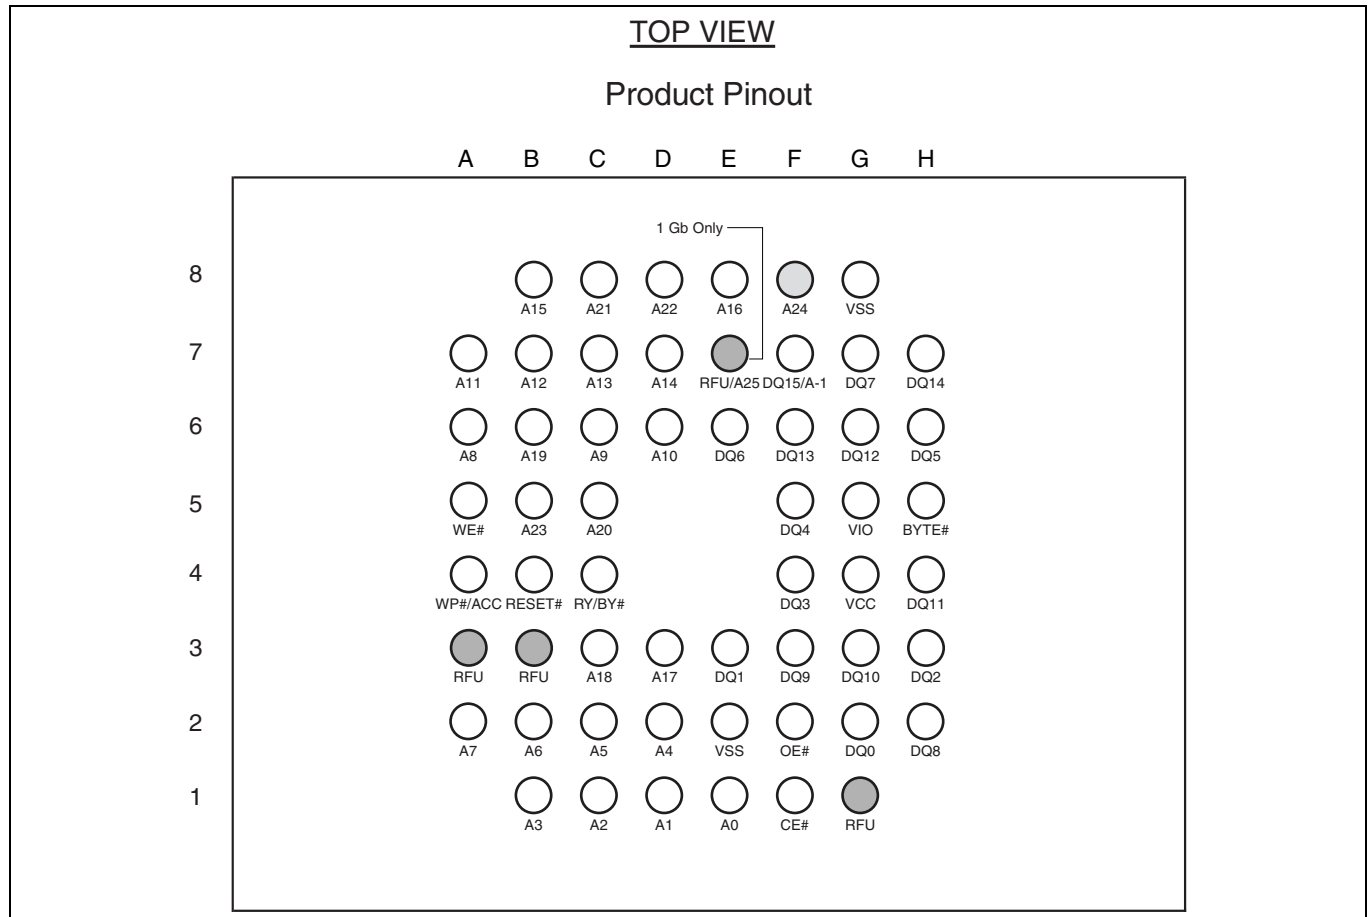 TOP VIEW
Product Pinout
A B C D E F G H
1 Gb Only
8
A15 A21 A22 A16 A24 VSS
7
A11 A12 A13 A14 RFU/A25 DQ15/A-1 DQ7 DQ14
6
A8 A19 A9 A10 DQ6 DQ13 DQ12 DQ5
5
WE# A23 A20 DQ4 VIO BYTE#
4
WP#/ACC RESET# RY/BY# DQ3 VCC DQ11
3
RFU RFU A18 A17 DQ1 DQ9 DQ10 DQ2
2
A7 A6 A5 A4 VSS OE# DQ0 DQ8
1
A3 A2 A1 A0 CE# RFU